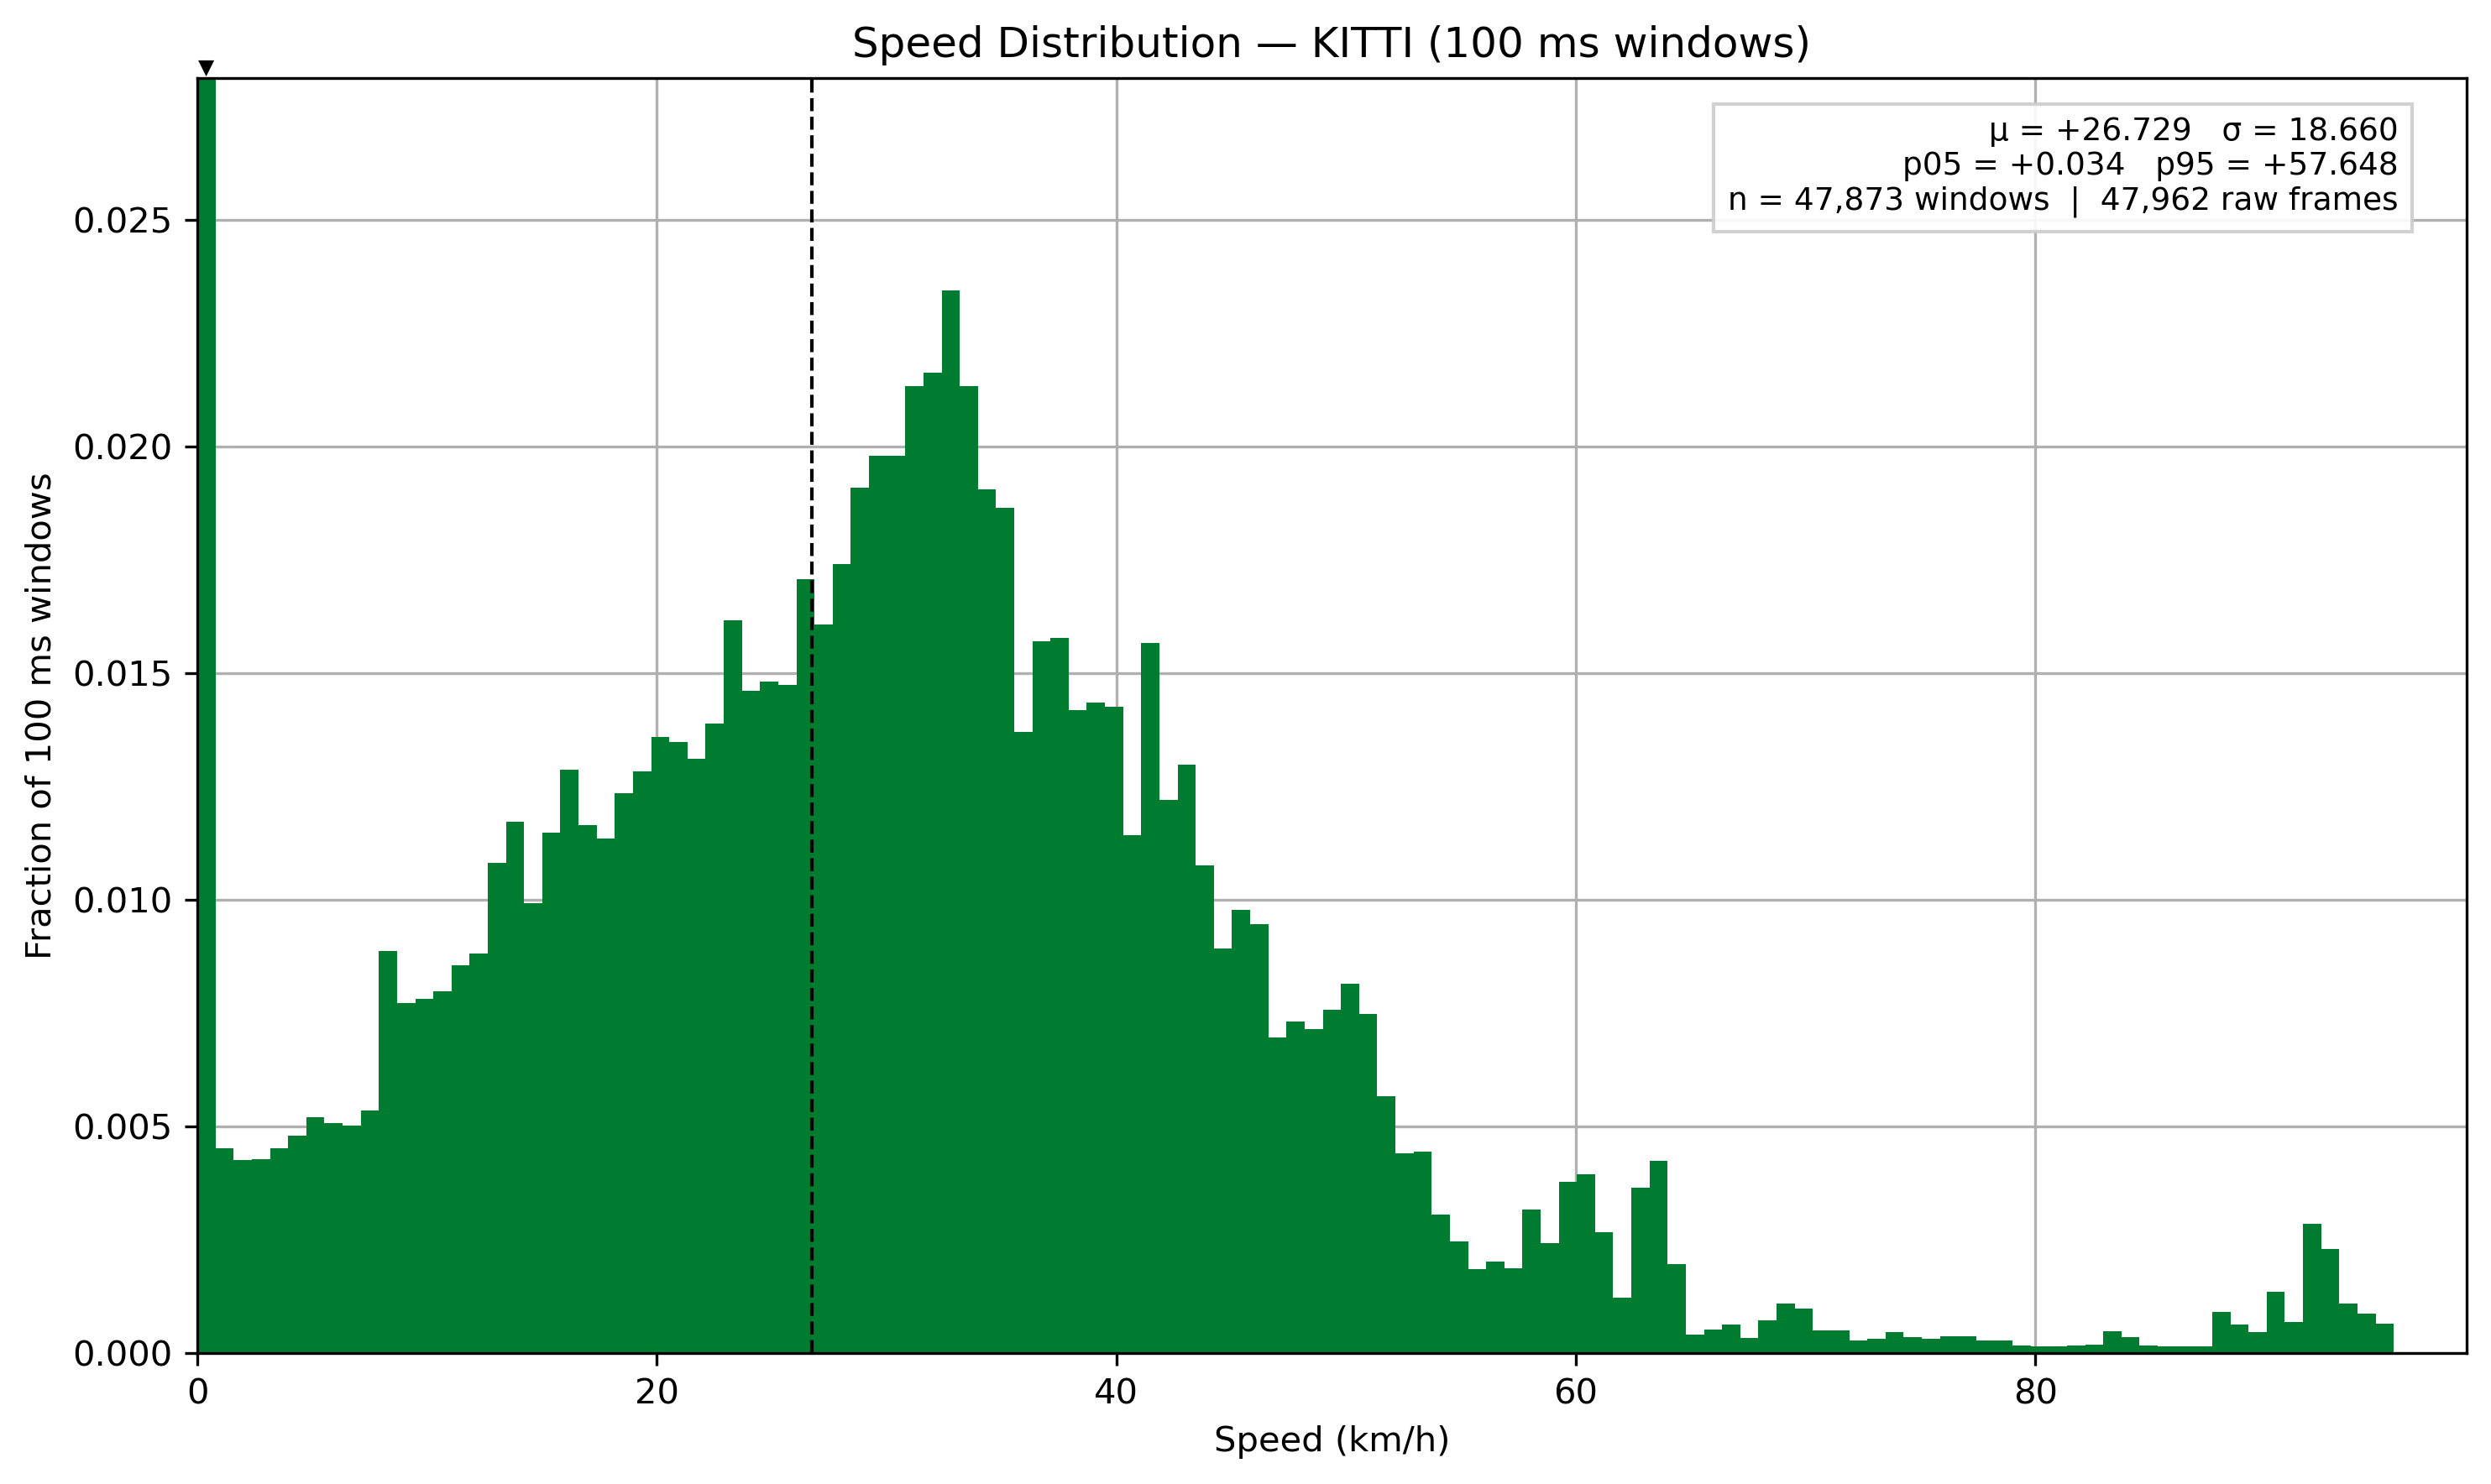 Speed Distribution — KITTI (100 ms windows)
μ = +26.729 σ = 18.660
p05 = +0.034 p95 = +57.648
n = 47,873 windows | 47,962 raw frames
Fraction of 100 ms windows
0.025
0.020
0.015
0.010
0.005
0.000
0 20 40 60 80
Speed (km/h)